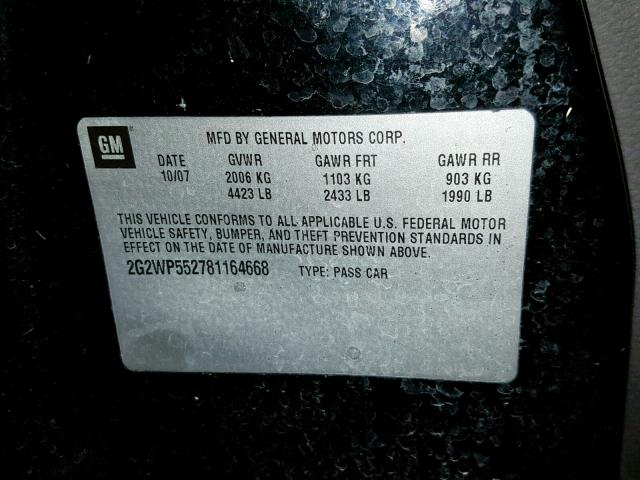 GM
MFD BY GENERAL MOTORS CORP.
DATE GVWR GAWR FRT GAWR RR
10/07 2006 KG 1103 KG 903 KG
4423 LB 2433 LB 1990 LB
THIS VEHICLE CONFORMS TO ALL APPLICABLE U.S. FEDERAL MOTOR
VEHICLE SAFETY, BUMPER, AND THEFT PREVENTION STANDARDS IN
EFFECT ON THE DATE OF MANUFACTURE SHOWN ABOVE.
2G2WP552781164668 TYPE: PASS CAR